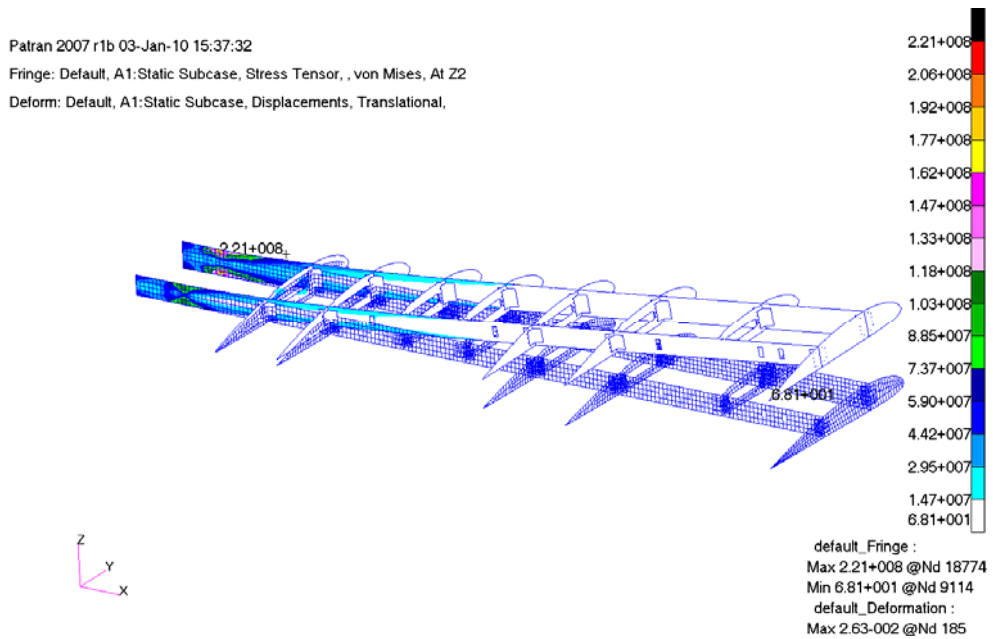 Patran 2007 r1b 03-Jan-10 15:37:32
Fringe: Default, A1:Static Subcase, Stress Tensor, , von Mises, At Z2
Deform: Default, A1:Static Subcase, Displacements, Translational,
2.21+008
2.06+008
1.92+008
1.77+008
1.62+008
1.47+008
1.33+008
1.18+008
1.03+008
8.85+007
7.37+007
5.90+007
4.42+007
2.95+007
1.47+007
6.81+001
2.21+008
6.81+001
Z
Y
X
default_Fringe :
Max 2.21+008 @Nd 18774
Min 6.81+001 @Nd 9114
default_Deformation :
Max 2.63-002 @Nd 185